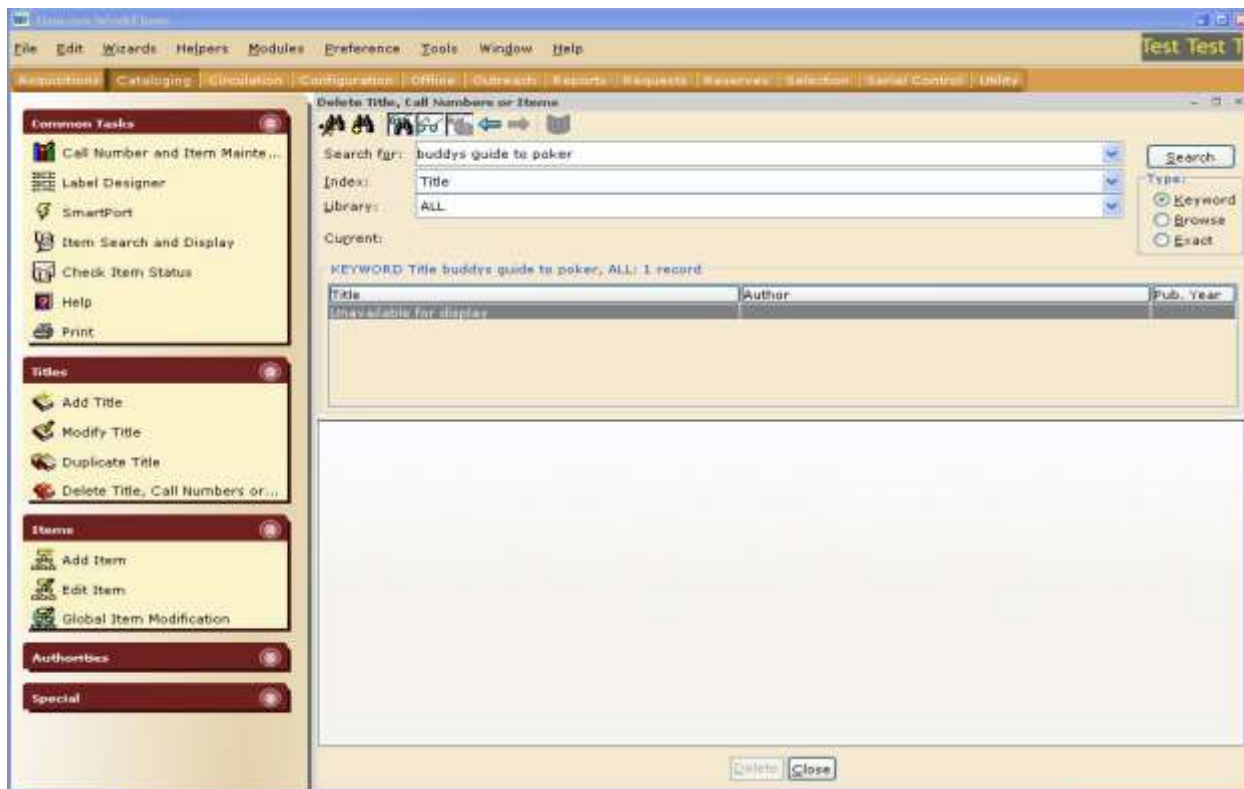 File Edit Wizards Helpers Modules Preference Tools Window Help
Test Test T
Acquisitions Cataloging Circulation Configuration Offline Outreach Reports Requests Reserves Selection Serial Control Utility
Delete Title, Call Numbers or Items
Common Tasks
Call Number and Item Mainte...
Label Designer
SmartPort
Item Search and Display
Check Item Status
Help
Print
Titles
Add Title
Modify Title
Duplicate Title
Delete Title, Call Numbers or...
Items
Add Item
Edit Item
Global Item Modification
Authorities
Special
Search for: buddys guide to poker
Search
Index: Title
Library: ALL
Type:
Keyword
Browse
Exact
Current:
KEYWORD Title buddys guide to poker, ALL: 1 record
Title Author Pub. Year
Unavailable for display
Delete Close